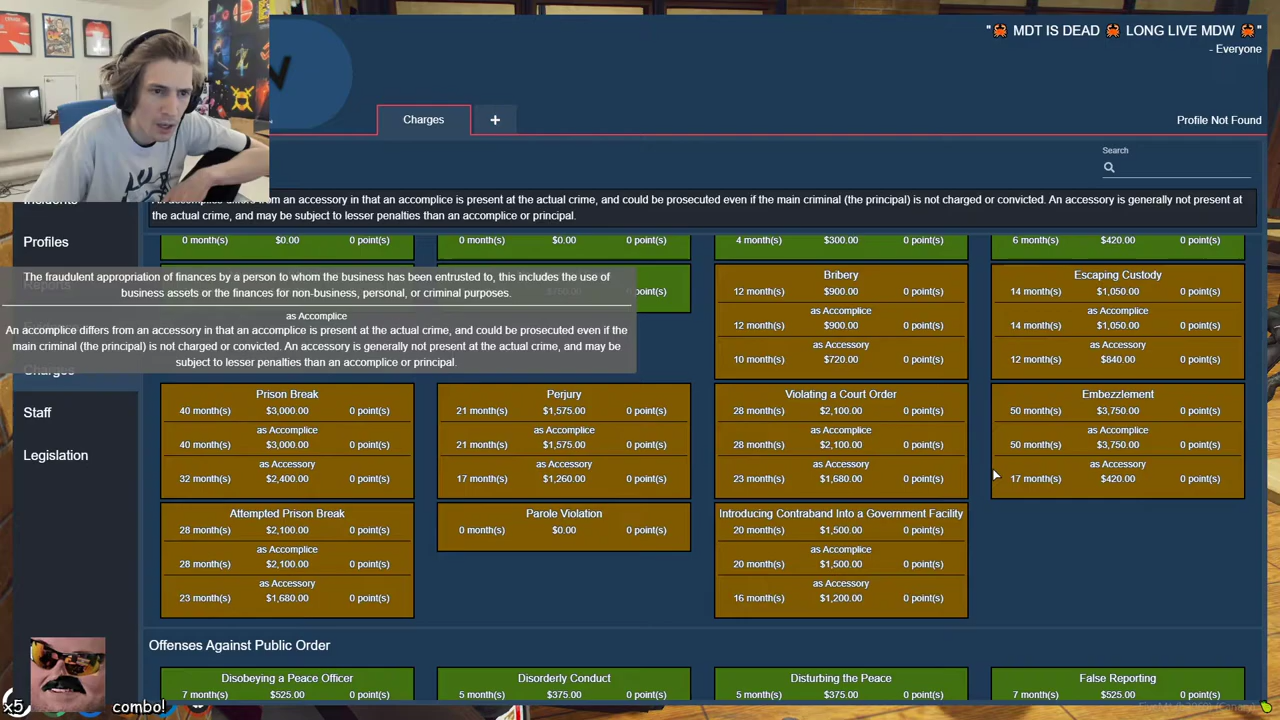 " MDT IS DEAD LONG LIVE MDW "
- Everyone
Charges
+
Profile Not Found
Search
An accomplice differs from an accessory in that an accomplice is present at the actual crime, and could be prosecuted even if the main criminal (the principal) is not charged or convicted. An accessory is generally not present at
the actual crime, and may be subject to lesser penalties than an accomplice or principal.
Incidents
Profiles
Reports
Charges
Staff
Legislation
0 month(s) $0.00 0 point(s)
0 month(s) $0.00 0 point(s)
4 month(s) $300.00 0 point(s)
6 month(s) $420.00 0 point(s)
The fraudulent appropriation of finances by a person to whom the business has been entrusted to, this includes the use of
business assets or the finances for non-business, personal, or criminal purposes.
as Accomplice
An accomplice differs from an accessory in that an accomplice is present at the actual crime, and could be prosecuted even if the
main criminal (the principal) is not charged or convicted. An accessory is generally not present at the actual crime, and may be
subject to lesser penalties than an accomplice or principal.
0 point(s)
Bribery
12 month(s) $900.00 0 point(s)
as Accomplice
12 month(s) $900.00 0 point(s)
as Accessory
10 month(s) $720.00 0 point(s)
Escaping Custody
14 month(s) $1,050.00 0 point(s)
as Accomplice
14 month(s) $1,050.00 0 point(s)
as Accessory
12 month(s) $840.00 0 point(s)
Prison Break
40 month(s) $3,000.00 0 point(s)
as Accomplice
40 month(s) $3,000.00 0 point(s)
as Accessory
32 month(s) $2,400.00 0 point(s)
Perjury
21 month(s) $1,575.00 0 point(s)
as Accomplice
21 month(s) $1,575.00 0 point(s)
as Accessory
17 month(s) $1,260.00 0 point(s)
Violating a Court Order
28 month(s) $2,100.00 0 point(s)
as Accomplice
28 month(s) $2,100.00 0 point(s)
as Accessory
23 month(s) $1,680.00 0 point(s)
Embezzlement
50 month(s) $3,750.00 0 point(s)
as Accomplice
50 month(s) $3,750.00 0 point(s)
as Accessory
17 month(s) $420.00 0 point(s)
Attempted Prison Break
28 month(s) $2,100.00 0 point(s)
as Accomplice
28 month(s) $2,100.00 0 point(s)
as Accessory
23 month(s) $1,680.00 0 point(s)
Parole Violation
0 month(s) $0.00 0 point(s)
Introducing Contraband Into a Government Facility
20 month(s) $1,500.00 0 point(s)
as Accomplice
20 month(s) $1,500.00 0 point(s)
as Accessory
16 month(s) $1,200.00 0 point(s)
Offenses Against Public Order
Disobeying a Peace Officer
7 month(s) $525.00 0 point(s)
Disorderly Conduct
5 month(s) $375.00 0 point(s)
Disturbing the Peace
5 month(s) $375.00 0 point(s)
False Reporting
7 month(s) $525.00 0 point(s)
x5 combo!